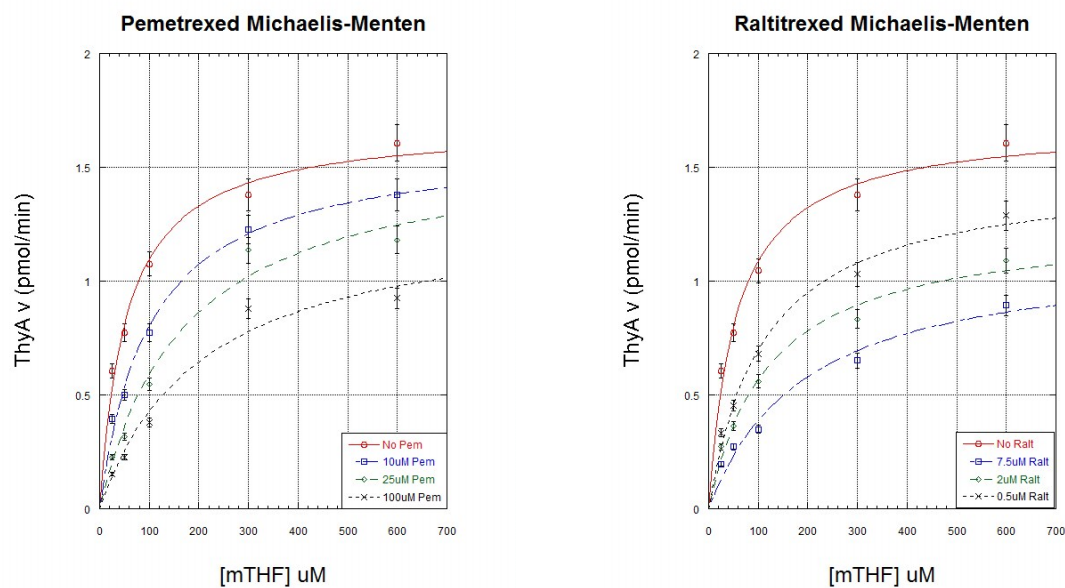 Pemetrexed Michaelis-Menten
2
1.5
1
0.5
0
0 100 200 300 400 500 600 700
ThyA v (pmol/min)
[mTHF] uM
No Pem
10uM Pem
25uM Pem
100uM Pem
Raltitrexed Michaelis-Menten
2
1.5
1
0.5
0
0 100 200 300 400 500 600 700
ThyA v (pmol/min)
[mTHF] uM
No Ralt
7.5uM Ralt
2uM Ralt
0.5uM Ralt